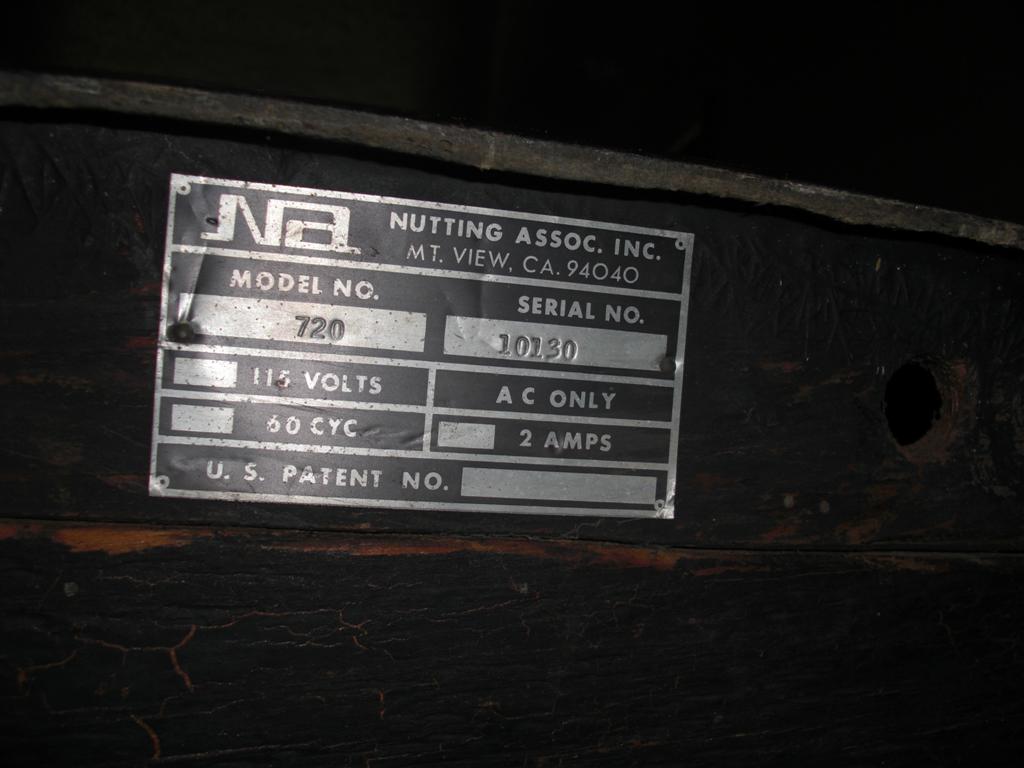 NA
NUTTING ASSOC. INC.
MT. VIEW, CA. 94040
MODEL NO.
720
SERIAL NO.
10130
115 VOLTS
AC ONLY
60 CYC
2 AMPS
U. S. PATENT NO.